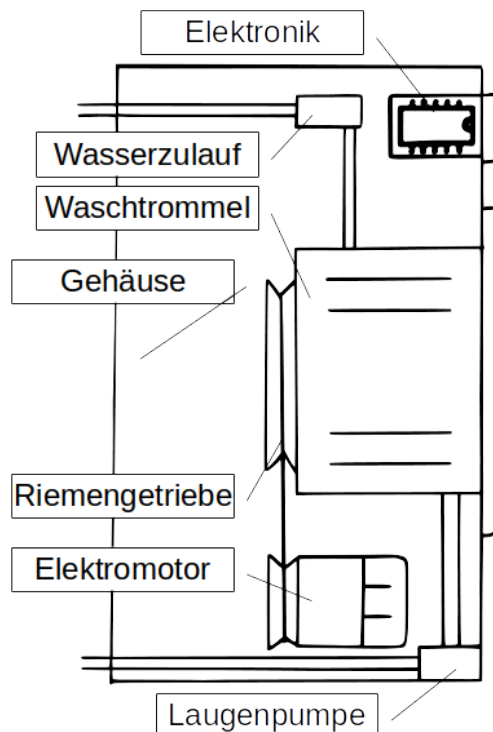 Elektronik
Wasserzulauf
Waschtrommel
Gehäuse
Riemengetriebe
Elektromotor
Laugenpumpe